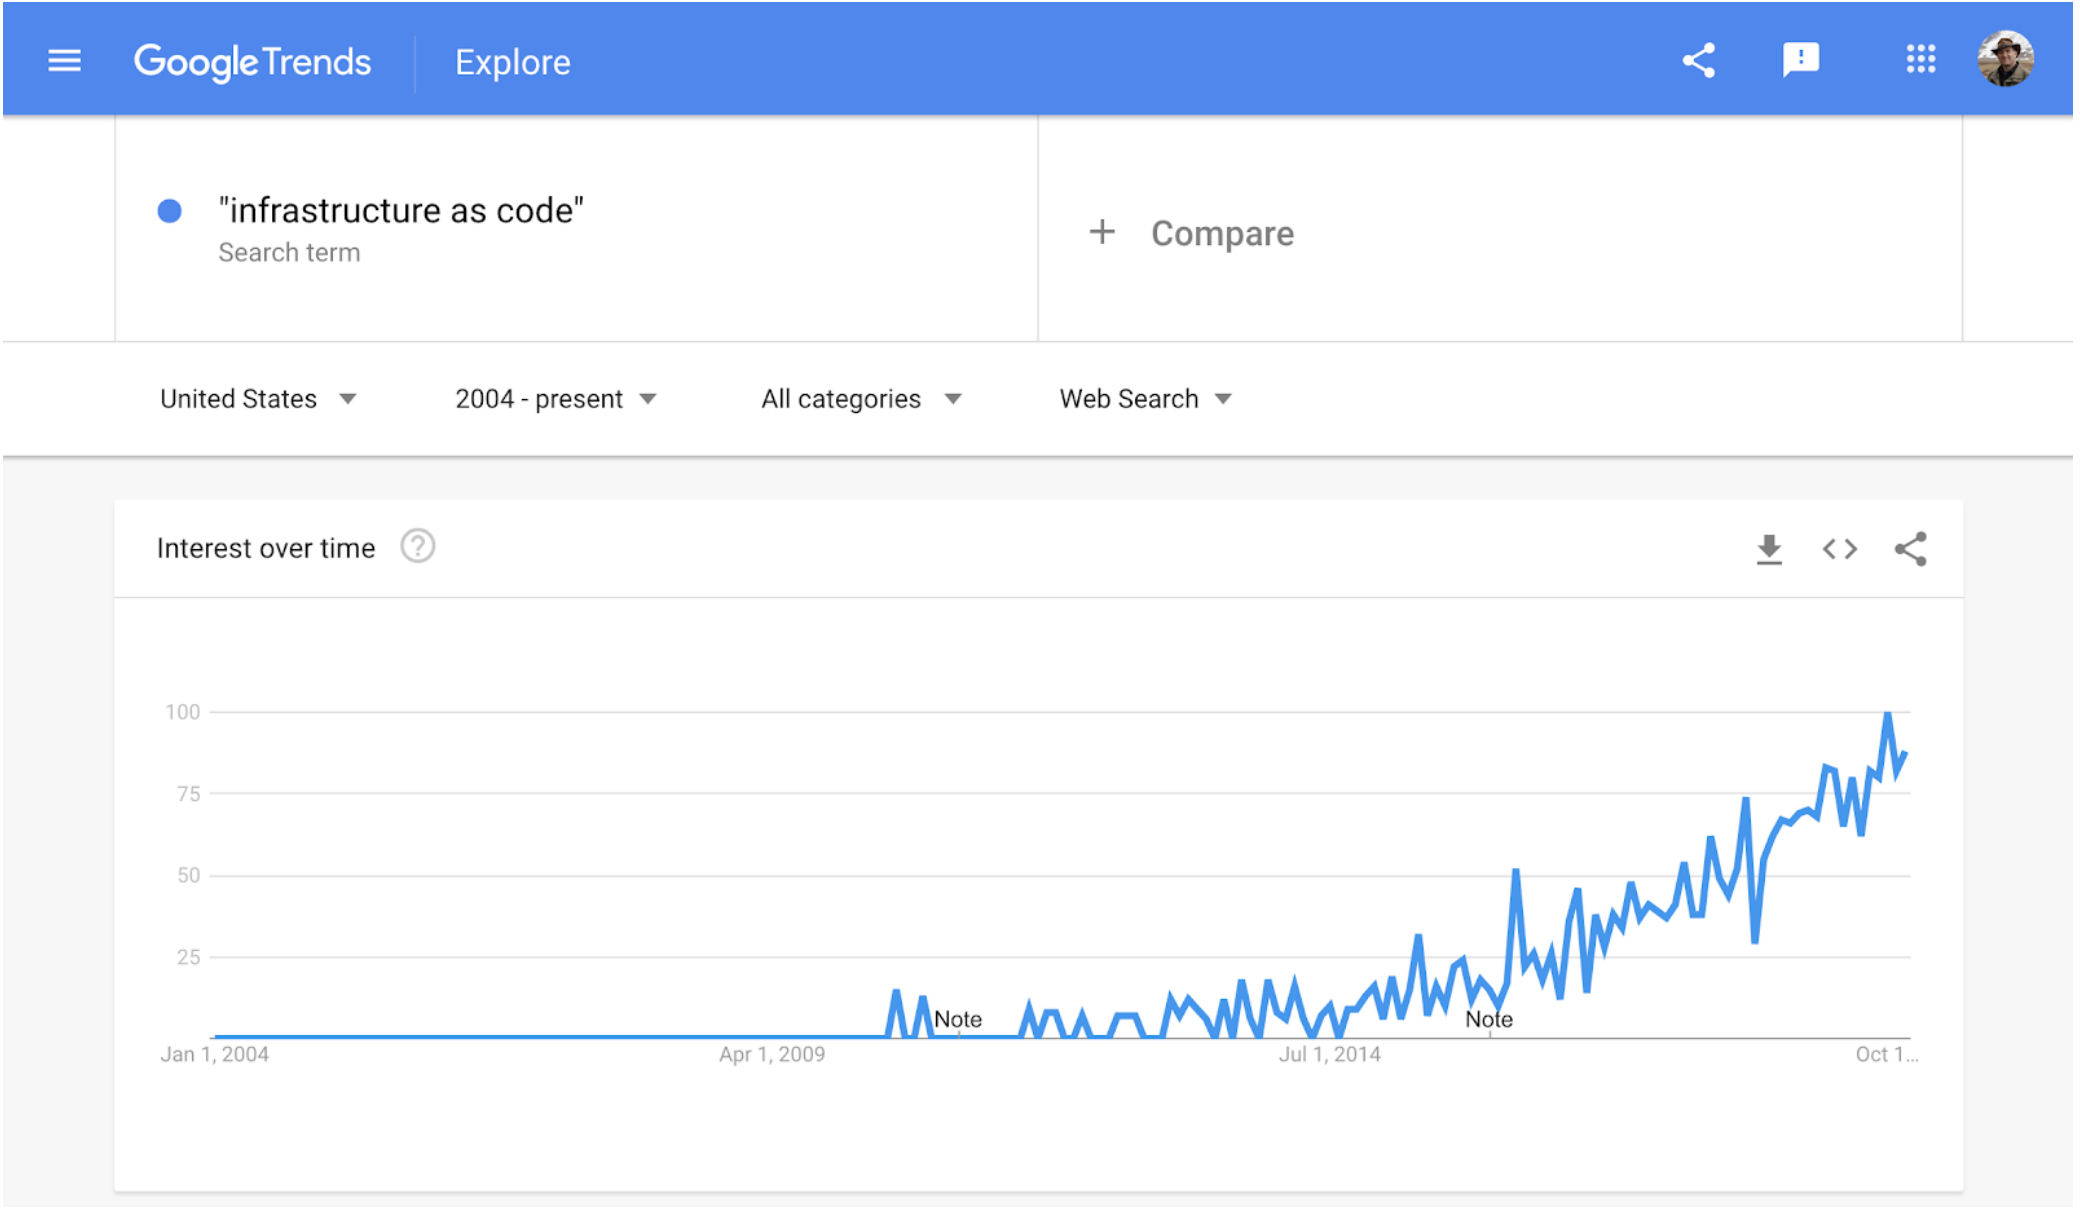 Google Trends Explore
"infrastructure as code"
Search term
+ Compare
United States 2004 - present All categories Web Search
Interest over time ?
100
75
50
25
Note Note
Jan 1, 2004 Apr 1, 2009 Jul 1, 2014 Oct 1...